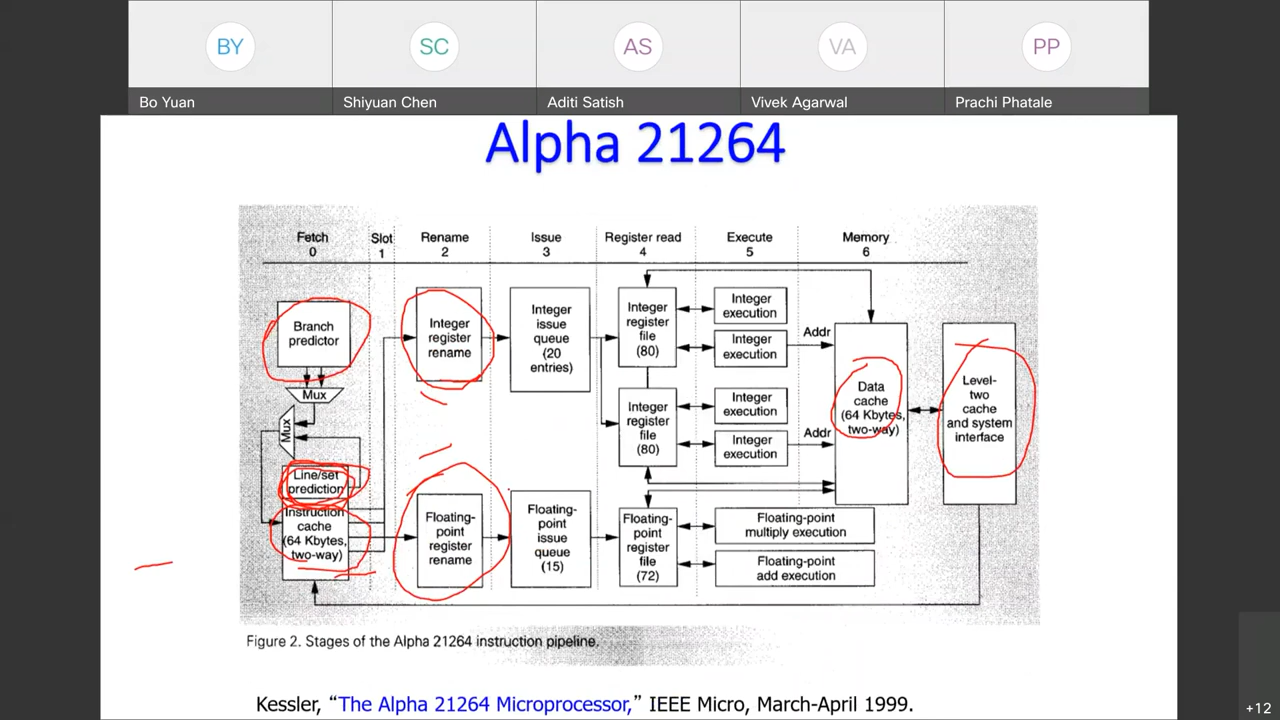 BY
SC
AS
VA
PP
Bo Yuan
Shiyuan Chen
Aditi Satish
Vivek Agarwal
Prachi Phatale
Alpha 21264
Fetch
0
Slot
1
Rename
2
Issue
3
Register read
4
Execute
5
Memory
6
Branch
predictor
Mux
Mux
Line/set
prediction
Instruction
cache
(64 Kbytes,
two-way)
Integer
register
rename
Floating-
point
register
rename
Integer
issue
queue
(20
entries)
Floating-
point
issue
queue
(15)
Integer
register
file
(80)
Integer
register
file
(80)
Floating-
point
register
file
(72)
Integer
execution
Integer
execution
Integer
execution
Integer
execution
Floating-point
multiply execution
Floating-point
add execution
Addr
Addr
Data
cache
(64 Kbytes,
two-way)
Level-
two
cache
and system
interface
Figure 2. Stages of the Alpha 21264 instruction pipeline.
Kessler, “The Alpha 21264 Microprocessor,” IEEE Micro, March-April 1999.
+12